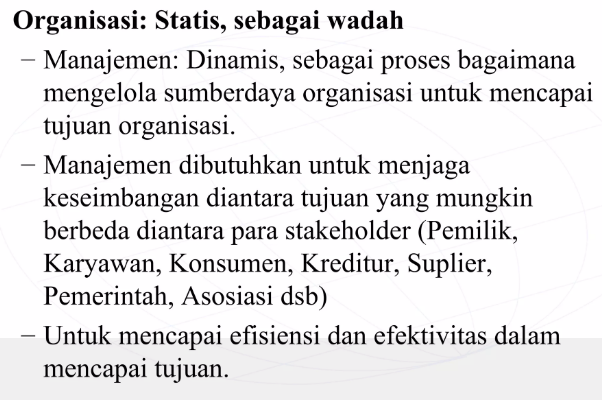 Organisasi: Statis, sebagai wadah
– Manajemen: Dinamis, sebagai proses bagaimana
mengelola sumberdaya organisasi untuk mencapai
tujuan organisasi.
– Manajemen dibutuhkan untuk menjaga
keseimbangan diantara tujuan yang mungkin
berbeda diantara para stakeholder (Pemilik,
Karyawan, Konsumen, Kreditur, Suplier,
Pemerintah, Asosiasi dsb)
– Untuk mencapai efisiensi dan efektivitas dalam
mencapai tujuan.